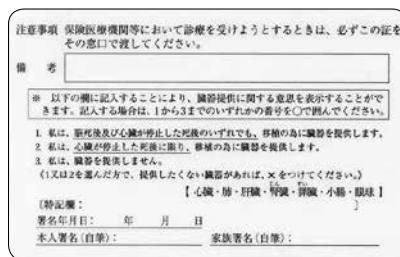 注意事項 保険医療機関等において診療を受けようとするときは、必ずこの証を
その窓口で渡してください。
備 考
※ 以下の欄に記入することにより、臓器提供に関する意思を表示することがで
きます。記入する場合は、1から3までのいずれかの番号を○で囲んでください。
1. 私は、脳死後及び心臓が停止した死後のいずれでも、移植の為に臓器を提供します。
2. 私は、心臓が停止した死後に限り、移植の為に臓器を提供します。
3. 私は、臓器を提供しません。
(1又は2を選んだ方で、提供したくない臓器があれば、×をつけてください。)
じん すい
【 心臓・肺・肝臓・腎臓・膵臓・小腸・眼球 】
〔特記欄: 〕
署名年月日: 年 月 日
本人署名(自筆): 家族署名(自筆):